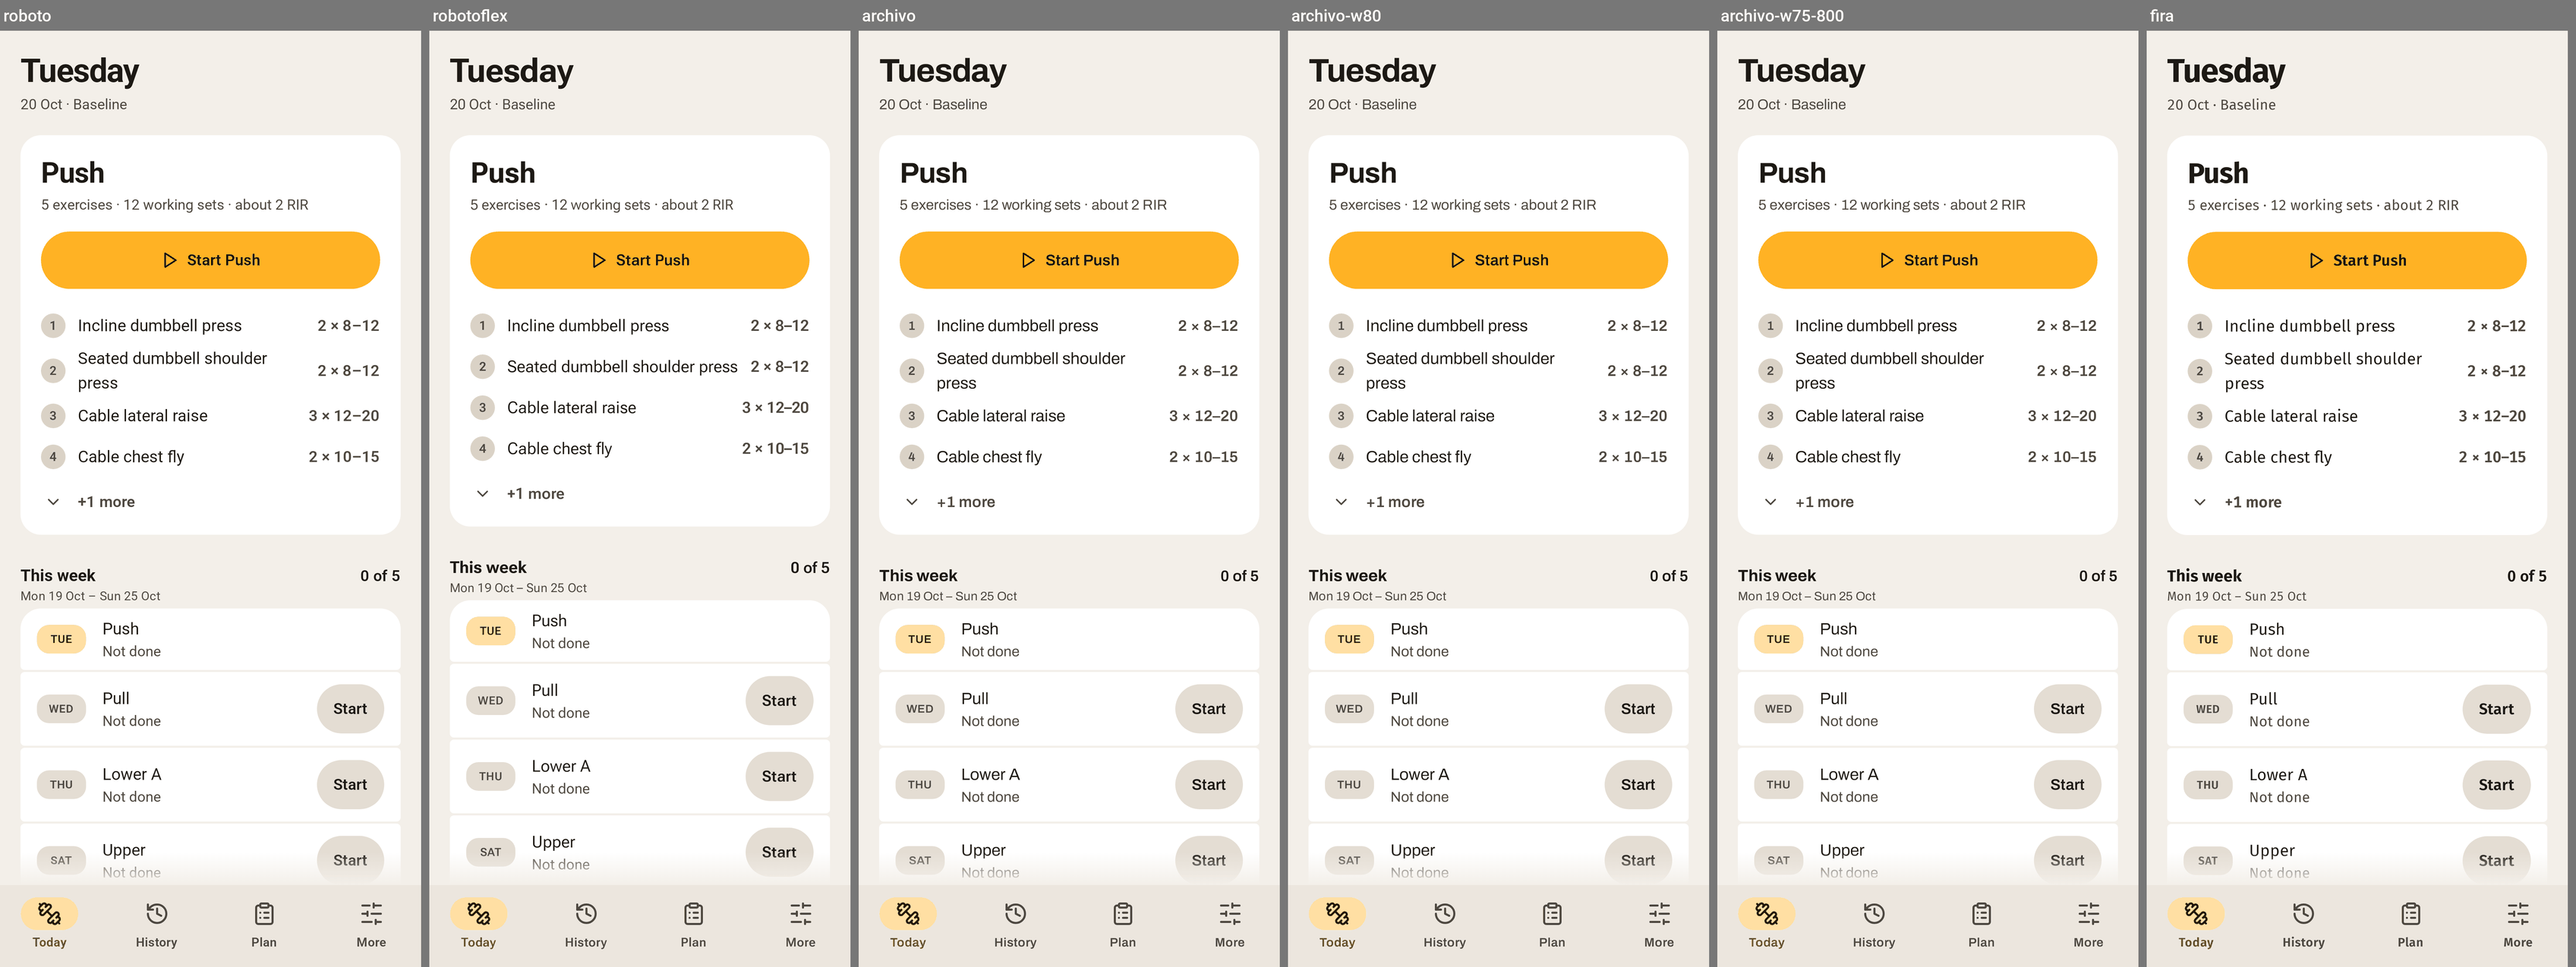 roboto
Tuesday
20 Oct · Baseline
Push
5 exercises · 12 working sets · about 2 RIR
Start Push
1 Incline dumbbell press 2 × 8–12
2 Seated dumbbell shoulder press 2 × 8–12
3 Cable lateral raise 3 × 12–20
4 Cable chest fly 2 × 10–15
+1 more
This week 0 of 5
Mon 19 Oct – Sun 25 Oct
TUE Push
Not done
WED Pull
Not done
Start
THU Lower A
Not done
Start
SAT Upper
Not done
Start
Today History Plan More
robotoflex
Tuesday
20 Oct · Baseline
Push
5 exercises · 12 working sets · about 2 RIR
Start Push
1 Incline dumbbell press 2 × 8–12
2 Seated dumbbell shoulder press 2 × 8–12
3 Cable lateral raise 3 × 12–20
4 Cable chest fly 2 × 10–15
+1 more
This week 0 of 5
Mon 19 Oct – Sun 25 Oct
TUE Push
Not done
WED Pull
Not done
Start
THU Lower A
Not done
Start
SAT Upper
Not done
Start
Today History Plan More
archivo
Tuesday
20 Oct · Baseline
Push
5 exercises · 12 working sets · about 2 RIR
Start Push
1 Incline dumbbell press 2 × 8–12
2 Seated dumbbell shoulder press 2 × 8–12
3 Cable lateral raise 3 × 12–20
4 Cable chest fly 2 × 10–15
+1 more
This week 0 of 5
Mon 19 Oct – Sun 25 Oct
TUE Push
Not done
WED Pull
Not done
Start
THU Lower A
Not done
Start
SAT Upper
Not done
Start
Today History Plan More
archivo-w80
Tuesday
20 Oct · Baseline
Push
5 exercises · 12 working sets · about 2 RIR
Start Push
1 Incline dumbbell press 2 × 8–12
2 Seated dumbbell shoulder press 2 × 8–12
3 Cable lateral raise 3 × 12–20
4 Cable chest fly 2 × 10–15
+1 more
This week 0 of 5
Mon 19 Oct – Sun 25 Oct
TUE Push
Not done
WED Pull
Not done
Start
THU Lower A
Not done
Start
SAT Upper
Not done
Start
Today History Plan More
archivo-w75-800
Tuesday
20 Oct · Baseline
Push
5 exercises · 12 working sets · about 2 RIR
Start Push
1 Incline dumbbell press 2 × 8–12
2 Seated dumbbell shoulder press 2 × 8–12
3 Cable lateral raise 3 × 12–20
4 Cable chest fly 2 × 10–15
+1 more
This week 0 of 5
Mon 19 Oct – Sun 25 Oct
TUE Push
Not done
WED Pull
Not done
Start
THU Lower A
Not done
Start
SAT Upper
Not done
Start
Today History Plan More
fira
Tuesday
20 Oct · Baseline
Push
5 exercises · 12 working sets · about 2 RIR
Start Push
1 Incline dumbbell press 2 × 8–12
2 Seated dumbbell shoulder press 2 × 8–12
3 Cable lateral raise 3 × 12–20
4 Cable chest fly 2 × 10–15
+1 more
This week 0 of 5
Mon 19 Oct – Sun 25 Oct
TUE Push
Not done
WED Pull
Not done
Start
THU Lower A
Not done
Start
SAT Upper
Not done
Start
Today History Plan More